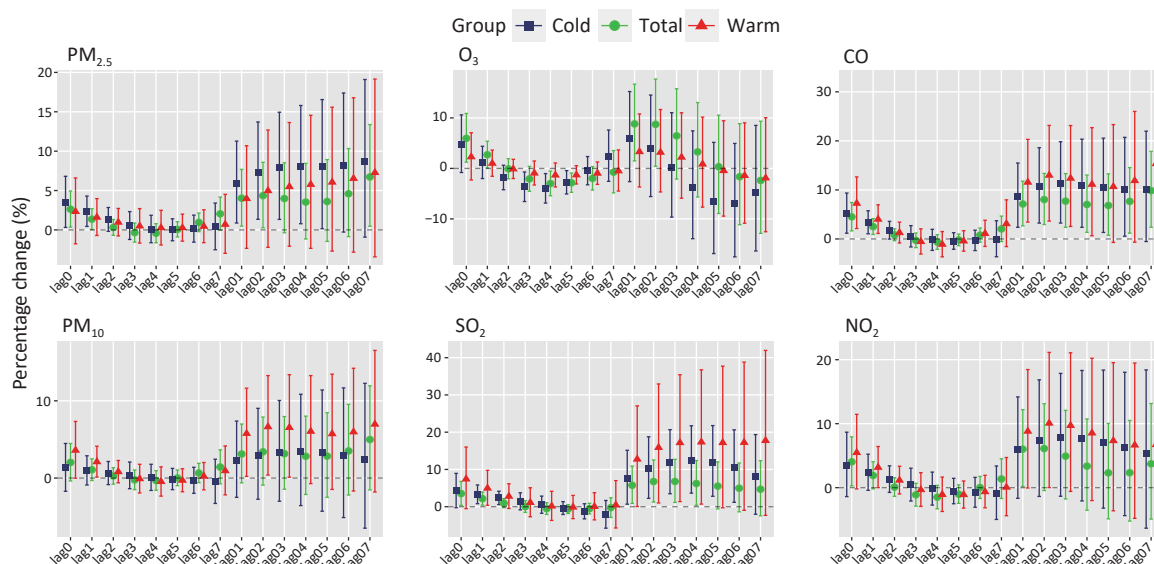 Group Cold Total Warm
PM2.5 O3 CO
20
15
10
5
0
10
0
−10
30
20
10
0
lag0 lag1 lag2 lag3 lag4 lag5 lag6 lag7 lag01 lag02 lag03 lag04 lag05 lag06 lag07
lag0 lag1 lag2 lag3 lag4 lag5 lag6 lag7 lag01 lag02 lag03 lag04 lag05 lag06 lag07
lag0 lag1 lag2 lag3 lag4 lag5 lag6 lag7 lag01 lag02 lag03 lag04 lag05 lag06 lag07
Percentage change (%)
PM10 SO2 NO2
10
0
40
30
20
10
0
20
10
0
lag0 lag1 lag2 lag3 lag4 lag5 lag6 lag7 lag01 lag02 lag03 lag04 lag05 lag06 lag07
lag0 lag1 lag2 lag3 lag4 lag5 lag6 lag7 lag01 lag02 lag03 lag04 lag05 lag06 lag07
lag0 lag1 lag2 lag3 lag4 lag5 lag6 lag7 lag01 lag02 lag03 lag04 lag05 lag06 lag07